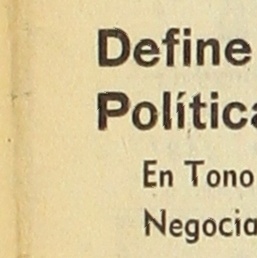 Define
Polític
En Tono
Negocia